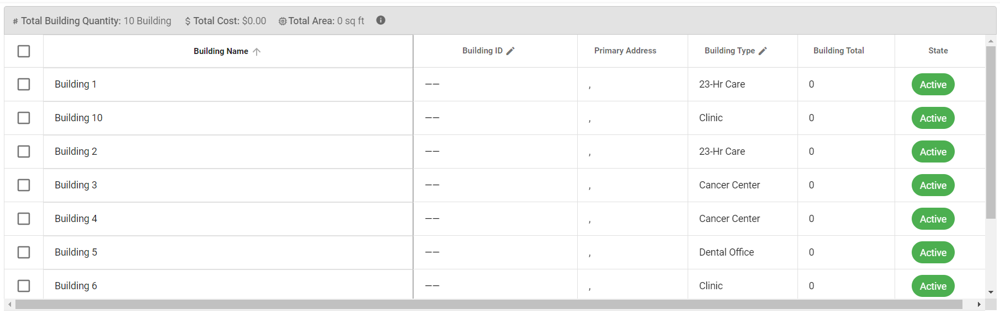 # Total Building Quantity: 10 Building $ Total Cost: $0.00 Total Area: 0 sq ft
Building Name Building ID Primary Address Building Type Building Total State
Building 1 —— , 23-Hr Care 0 Active
Building 10 —— , Clinic 0 Active
Building 2 —— , 23-Hr Care 0 Active
Building 3 —— , Cancer Center 0 Active
Building 4 —— , Cancer Center 0 Active
Building 5 —— , Dental Office 0 Active
Building 6 —— , Clinic 0 Active